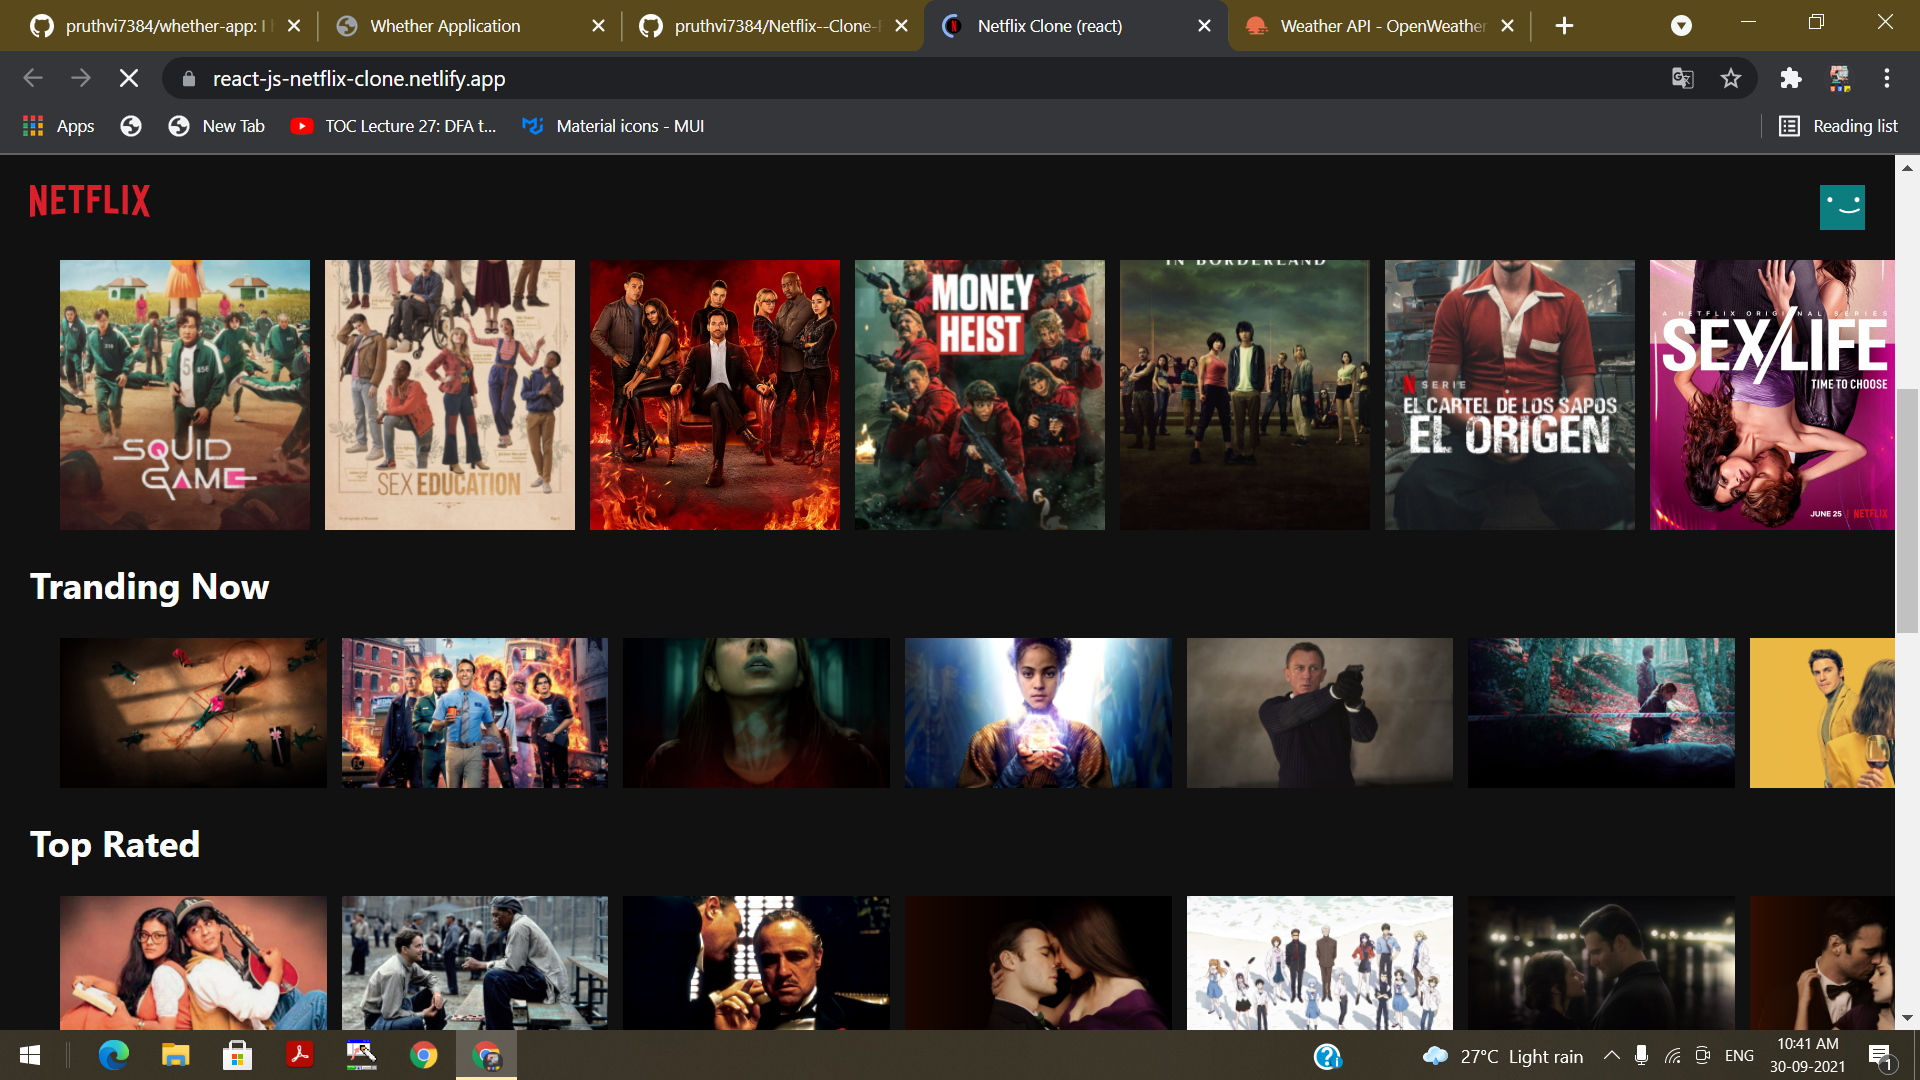 pruthvi7384/whether-app: I
Whether Application
pruthvi7384/Netflix--Clone-
Netflix Clone (react)
Weather API - OpenWeather
react-js-netflix-clone.netlify.app
Apps
New Tab
TOC Lecture 27: DFA t...
Material icons - MUI
Reading list
NETFLIX
SQUID
GAME
SEX EDUCATION
MONEY
HEIST
IN BORDERLAND
N SERIE
EL CARTEL DE LOS SAPOS
EL ORIGEN
A NETFLIX ORIGINAL SERIES
SEX/LIFE
TIME TO CHOOSE
JUNE 25 | NETFLIX
Tranding Now
Top Rated
27°C Light rain
ENG
10:41 AM
30-09-2021
1